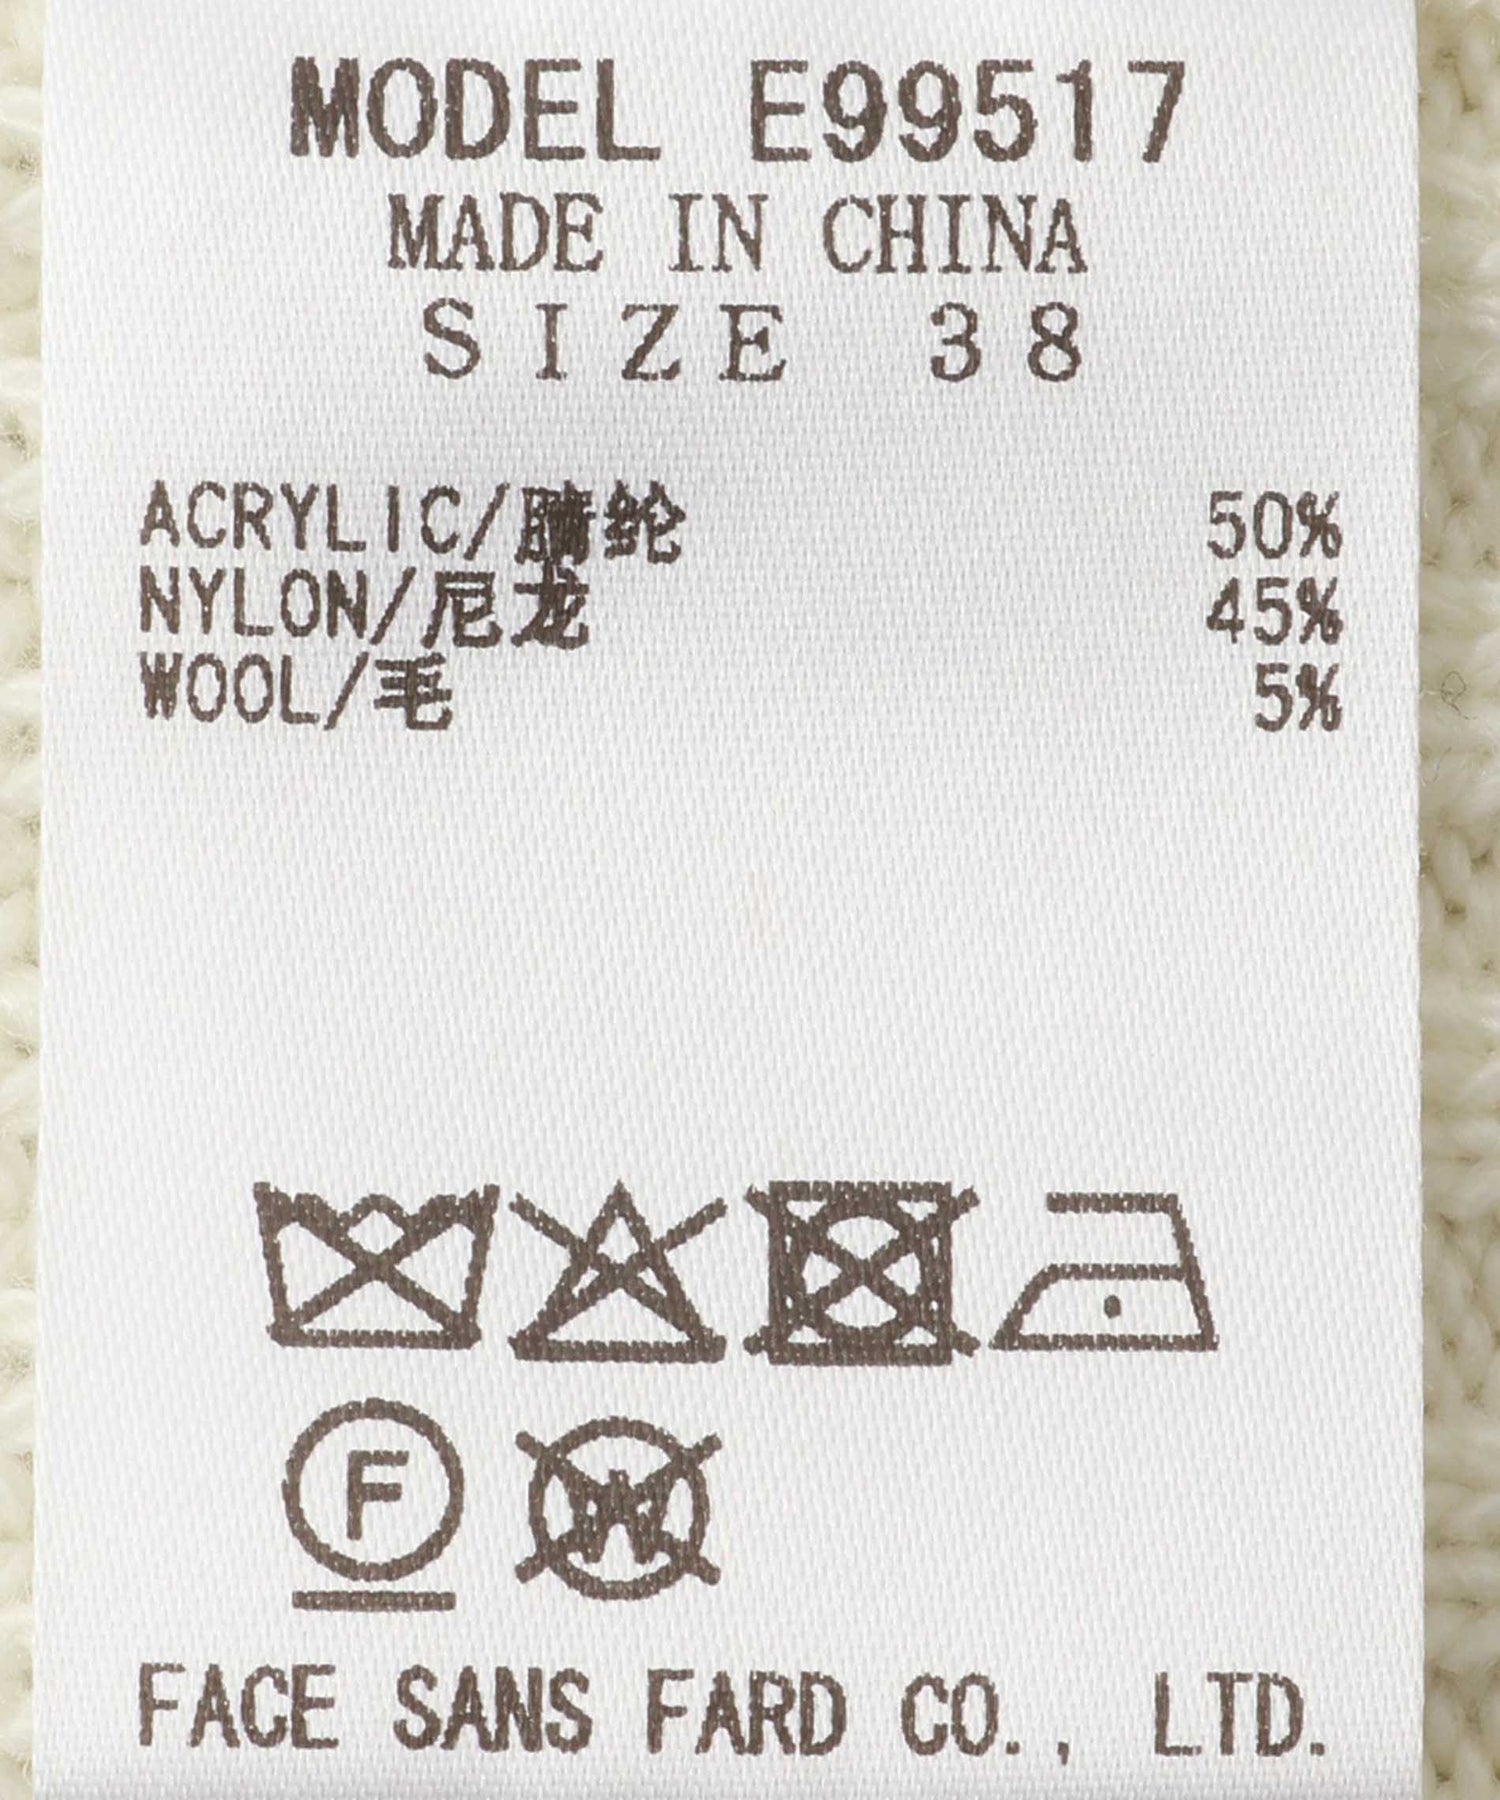 MODEL E99517
MADE IN CHINA
SIZE 38
ACRYLIC/腈纶 50%
NYLON/尼龙 45%
WOOL/毛 5%
F
W
FACE SANS FARD CO., LTD.